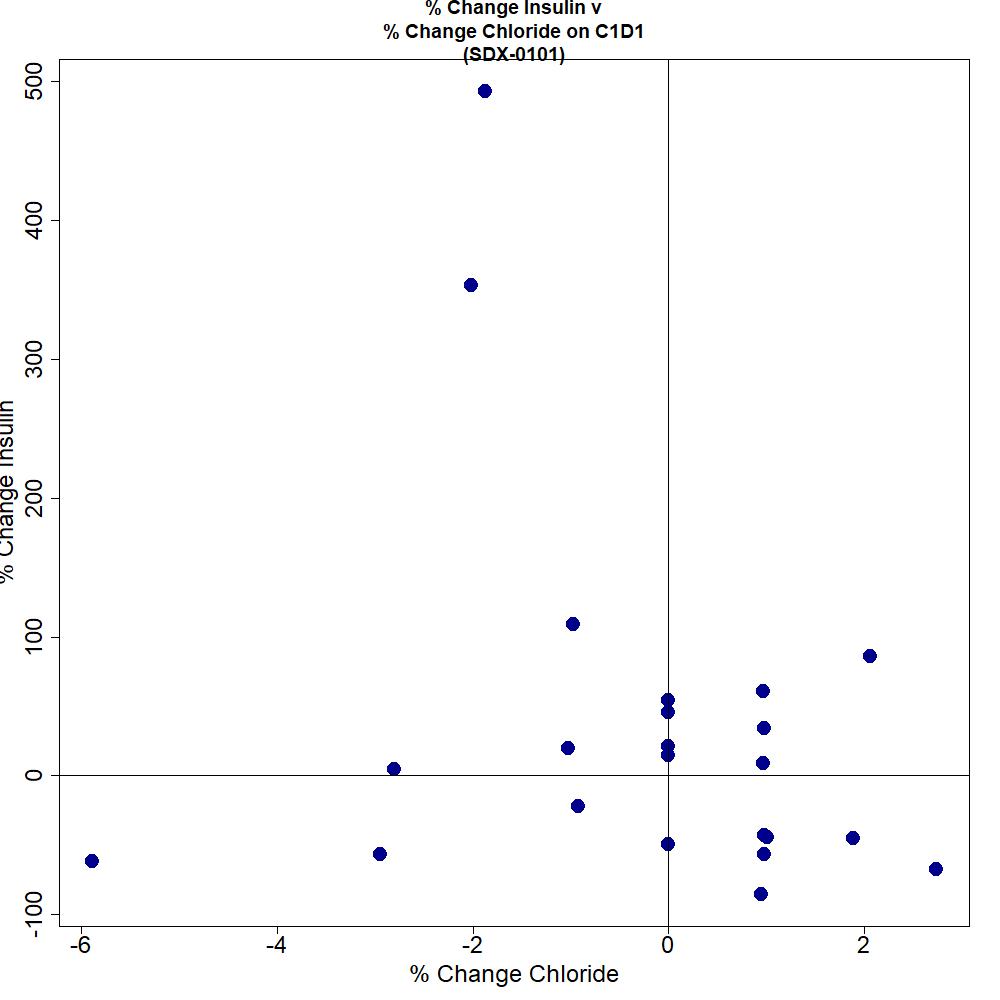 % Change Insulin v
% Change Chloride on C1D1
(SDX-0101)
500
400
300
200
100
0
-100
% Change Insulin
-6
-4
-2
0
2
% Change Chloride